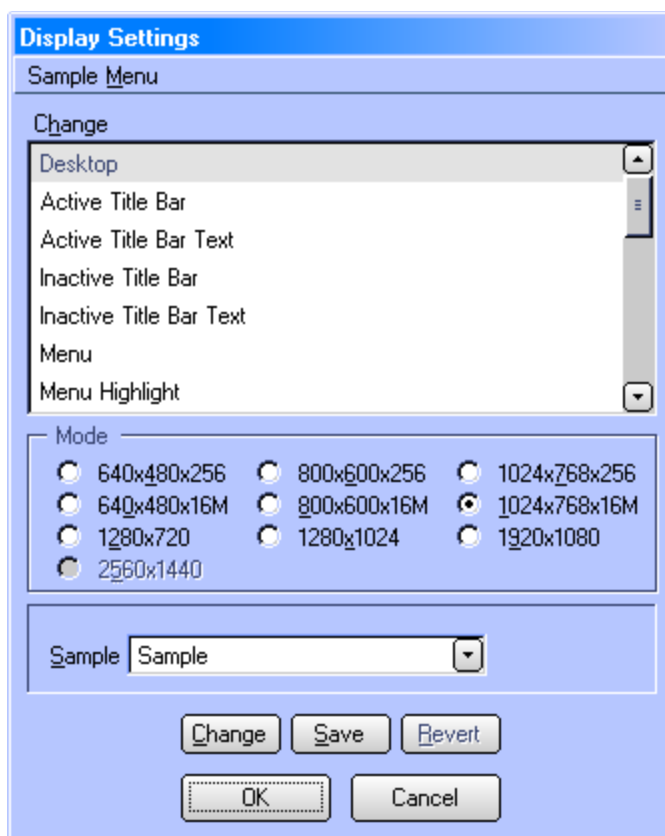 Display Settings
Sample Menu
Change
Desktop
Active Title Bar
Active Title Bar Text
Inactive Title Bar
Inactive Title Bar Text
Menu
Menu Highlight
Mode
640x480x256 800x600x256 1024x768x256
640x480x16M 800x600x16M 1024x768x16M
1280x720 1280x1024 1920x1080
2560x1440
Sample Sample
Change Save Revert
OK Cancel